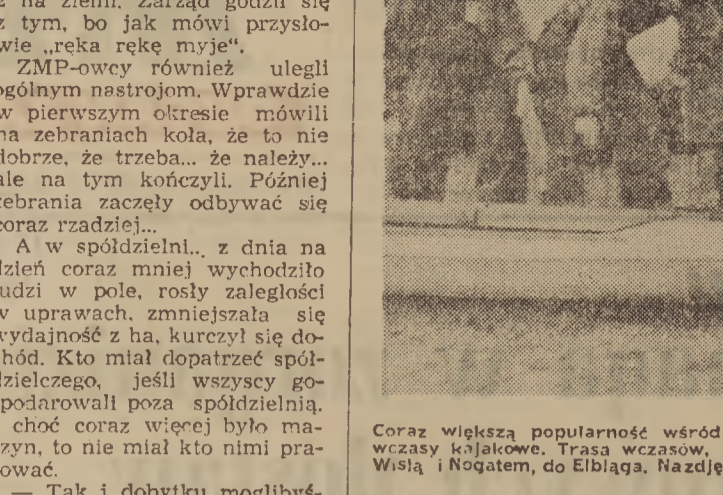 z na ziemi. Zarząd godził się
z tym, bo jak mówi przysło-
wie „ręka rękę myje“.
ZMP-owcy również ulegli
ogólnym nastrojom. Wprawdzie
w pierwszym okresie mówili
na zebraniach koła, że to nie
dobrze, że trzeba... że należy...
ale na tym kończyli. Później
zebrania zaczęły odbywać się
coraz rzadziej...
A w spółdzielni... z dnia na
dzień coraz mniej wychodziło
ludzi w pole, rosły zaległości
w uprawach, zmniejszała się
wydajność z ha, kurczył się do-
chód. Kto miał dopatrzeć spół-
dzielczego, jeśli wszyscy go-
spodarowali poza spółdzielnią.
choć coraz więcej było ma-
szyn, to nie miał kto nimi pra-
cować.
— Tak i dobytku moglibyś-
Coraz większą popularność wśród
wczasy kajakowe. Trasa wczasów,
Wisłą i Nogatem, do Elbląga. Na zdję